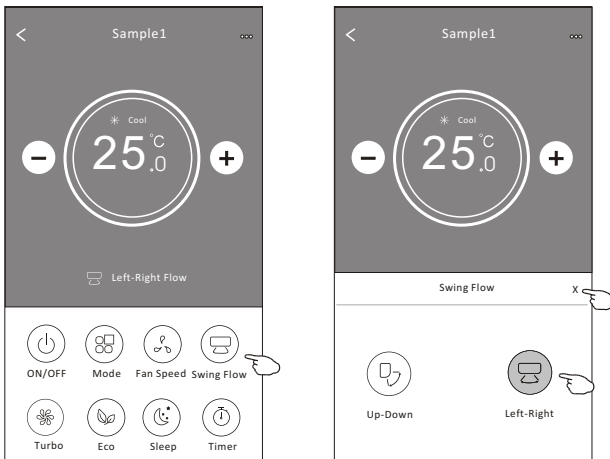 Sample1
Cool
25.0°C
Left-Right Flow
ON/OFF Mode Fan Speed Swing Flow
Turbo Eco Sleep Timer
Sample1
Cool
25.0°C
Swing Flow X
Up-Down Left-Right